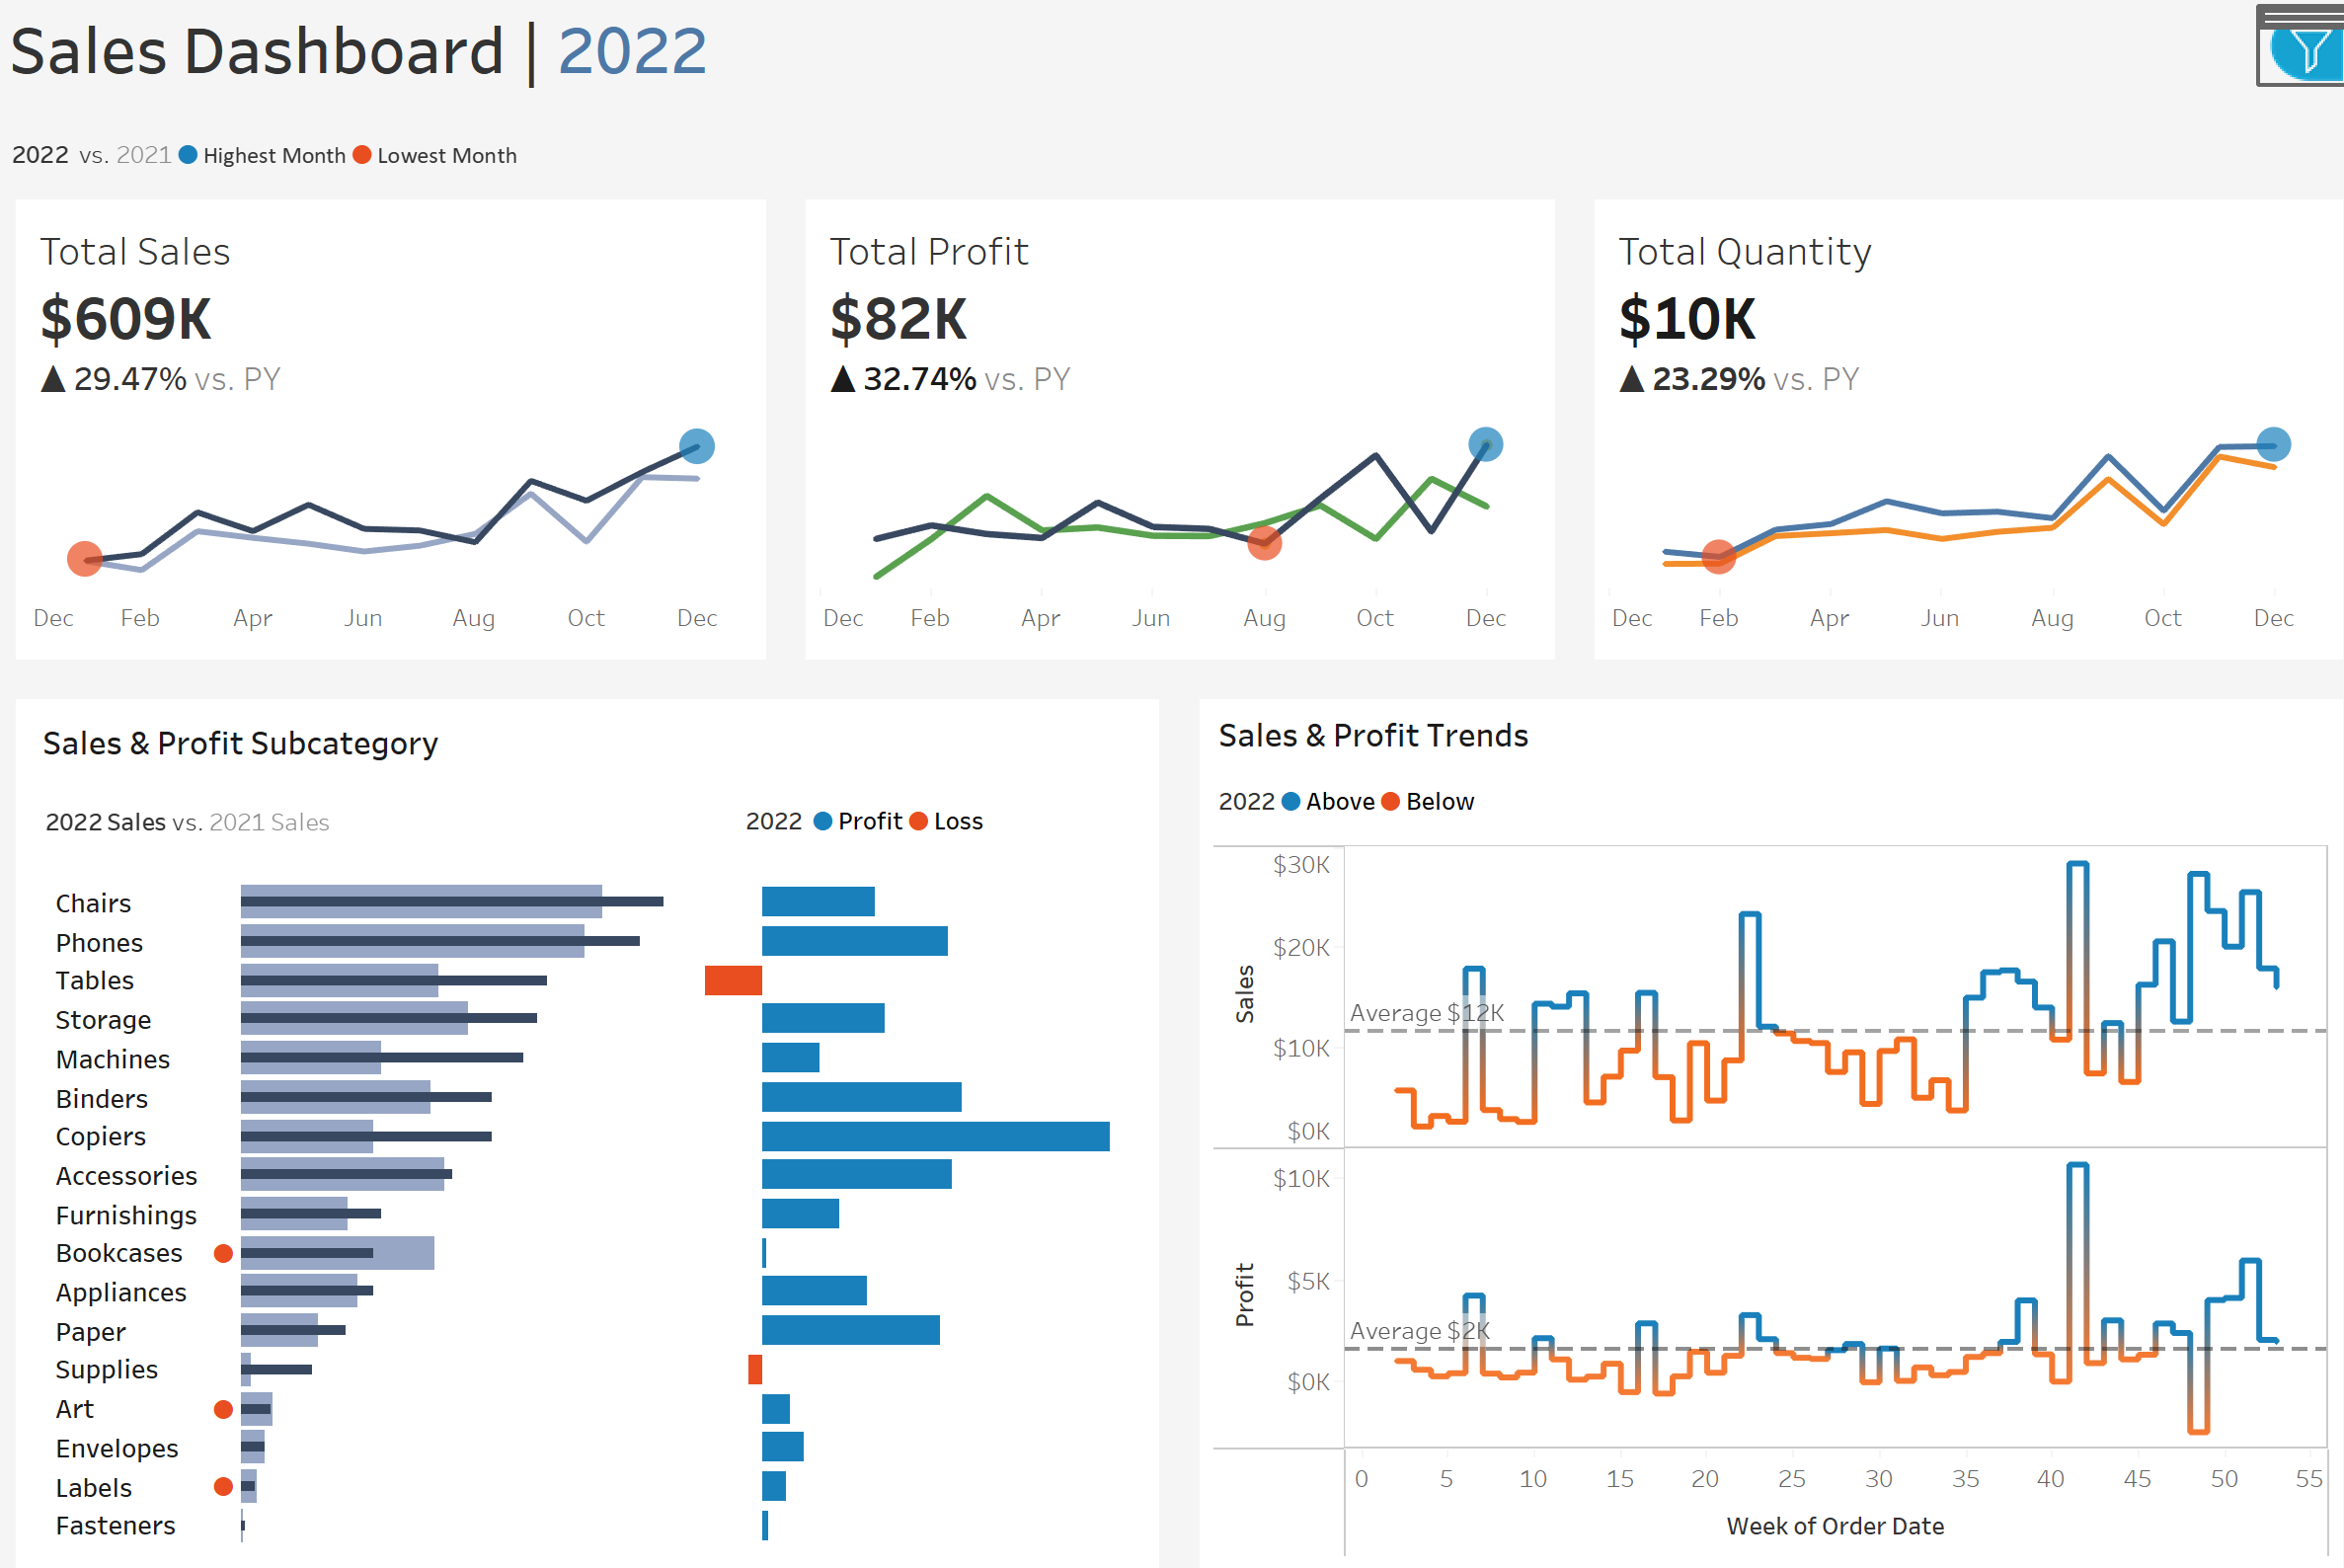 Sales Dashboard | 2022
2022 vs. 2021 Highest Month Lowest Month
Total Sales
$609K
▲ 29.47% vs. PY
Dec Feb Apr Jun Aug Oct Dec
Total Profit
$82K
▲ 32.74% vs. PY
Dec Feb Apr Jun Aug Oct Dec
Total Quantity
$10K
▲ 23.29% vs. PY
Dec Feb Apr Jun Aug Oct Dec
Sales & Profit Subcategory
2022 Sales vs. 2021 Sales
2022 Profit Loss
Chairs
Phones
Tables
Storage
Machines
Binders
Copiers
Accessories
Furnishings
Bookcases
Appliances
Paper
Supplies
Art
Envelopes
Labels
Fasteners
Sales & Profit Trends
2022 Above Below
Sales
$30K
$20K
Average $12K
$10K
$0K
Profit
$10K
$5K
Average $2K
$0K
0 5 10 15 20 25 30 35 40 45 50 55
Week of Order Date